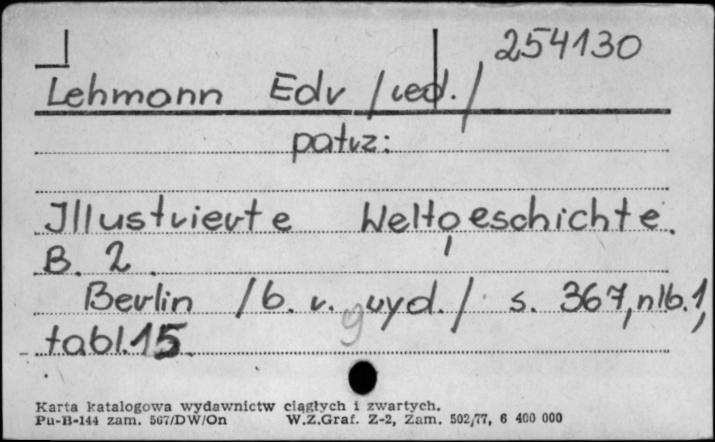 254130
Lehmann Edv /red./
patrz:
Illustrierte Weltgeschichte.
B. 2.
Berlin /b. r. wyd./ s. 367, nlb. 1,
tabl. 15
Karta katalogowa wydawnictw ciągłych i zwartych.
Pu-B-144 zam. 567/DW/On W.Z.Graf. Z-2, Zam. 502/77, 6 400 000